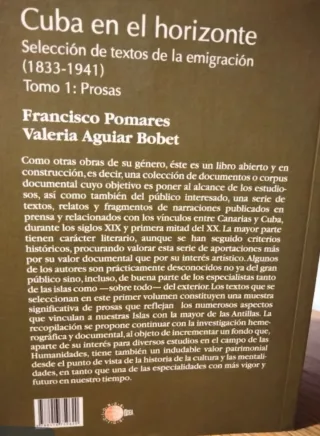 Cuba en el horizonte
Selección de textos de la emigración
(1833-1941)
Tomo 1: Prosas
Francisco Pomares
Valeria Aguiar Bobet
Como otras obras de su género, éste es un libro abierto y en
construcción, es decir, una colección de documentos o corpus
documental cuyo objetivo es poner al alcance de los estudio-
sos, así como también del público interesado, una serie de
textos, relatos y fragmentos de narraciones publicados en
prensa y relacionados con los vínculos entre Canarias y Cuba,
durante los siglos XIX y primera mitad del XX. La mayor parte
tienen carácter literario, aunque se han seguido criterios
históricos, procurando valorar esta serie de aportaciones más
por su valor documental que por su interés artístico. Algunos
de los autores son prácticamente desconocidos no ya del gran
público sino, incluso, de buena parte de los especialistas tanto
de las islas como —sobre todo— del exterior. Los textos que se
seleccionan en este primer volumen constituyen una muestra
significativa de prosas que reflejan los numerosos aspectos
que vinculan a nuestras Islas con la mayor de las Antillas. La
recopilación se propone continuar con la investigación heme-
rográfica y documental, al objeto de incrementar un fondo que,
aparte de su interés para diversos estudios en el campo de las
Humanidades, tiene también un indudable valor patrimonial
desde el punto de vista de la historia de la cultura y las mentali-
dades, en tanto que una de las especialidades con más vigor y
futuro en nuestro tiempo.